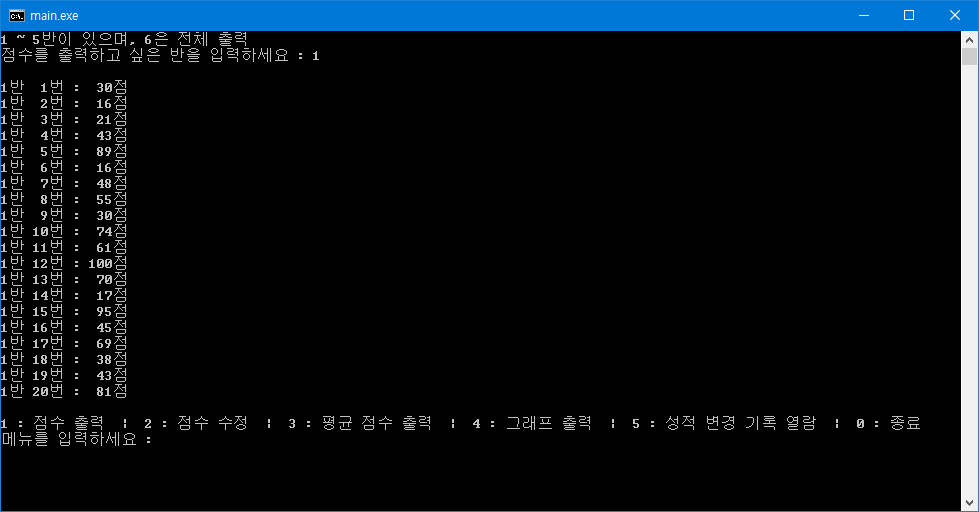 main.exe
1 ~ 5반이 있으며, 6은 전체 출력
점수를 출력하고 싶은 반을 입력하세요 : 1
1반  1번 :  30점
1반  2번 :  16점
1반  3번 :  21점
1반  4번 :  43점
1반  5번 :  89점
1반  6번 :  16점
1반  7번 :  48점
1반  8번 :  55점
1반  9번 :  30점
1반 10번 :  74점
1반 11번 :  61점
1반 12번 : 100점
1반 13번 :  70점
1반 14번 :  17점
1반 15번 :  95점
1반 16번 :  45점
1반 17번 :  69점
1반 18번 :  38점
1반 19번 :  43점
1반 20번 :  81점
1 : 점수 출력  |  2 : 점수 수정  |  3 : 평균 점수 출력  |  4 : 그래프 출력  |  5 : 성적 변경 기록 열람  |  0 : 종료
메뉴를 입력하세요 :